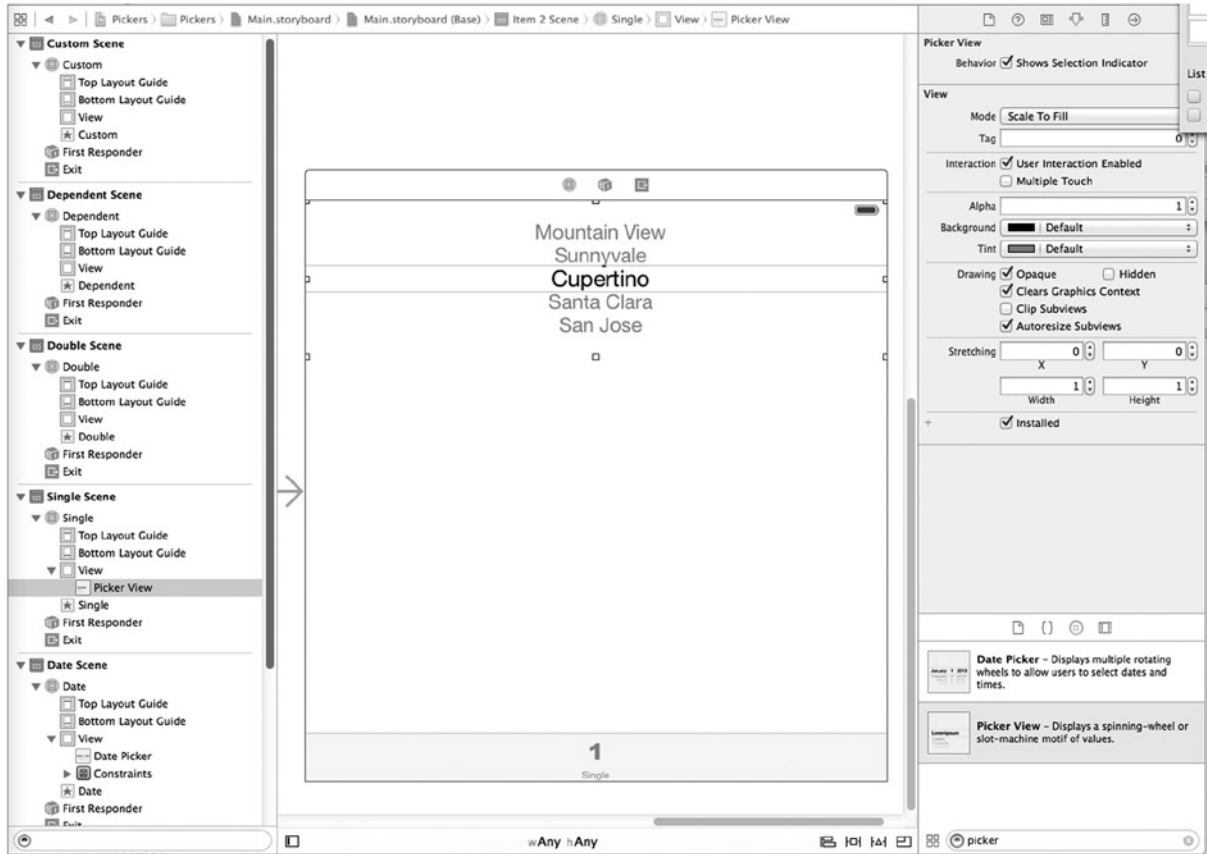 Pickers
Pickers
Main.storyboard
Main.storyboard (Base)
Item 2 Scene
Single
View
Picker View
Custom Scene
Custom
Top Layout Guide
Bottom Layout Guide
View
Custom
First Responder
Exit
Dependent Scene
Dependent
Top Layout Guide
Bottom Layout Guide
View
Dependent
First Responder
Exit
Double Scene
Double
Top Layout Guide
Bottom Layout Guide
View
Double
First Responder
Exit
Single Scene
Single
Top Layout Guide
Bottom Layout Guide
View
Picker View
Single
First Responder
Exit
Date Scene
Date
Top Layout Guide
Bottom Layout Guide
View
Date Picker
Constraints
Date
First Responder
Exit
Mountain View
Sunnyvale
Cupertino
Santa Clara
San Jose
1
Single
wAny hAny
Picker View
Behavior Shows Selection Indicator
List
View
Mode Scale To Fill
Tag 0
Interaction User Interaction Enabled
Multiple Touch
Alpha 1
Background Default
Tint Default
Drawing Opaque Hidden
Clears Graphics Context
Clip Subviews
Autoresize Subviews
Stretching 0 0
X Y
1 1
Width Height
+ Installed
Date Picker – Displays multiple rotating
wheels to allow users to select dates and
times.
Picker View – Displays a spinning-wheel or
slot-machine motif of values.
picker